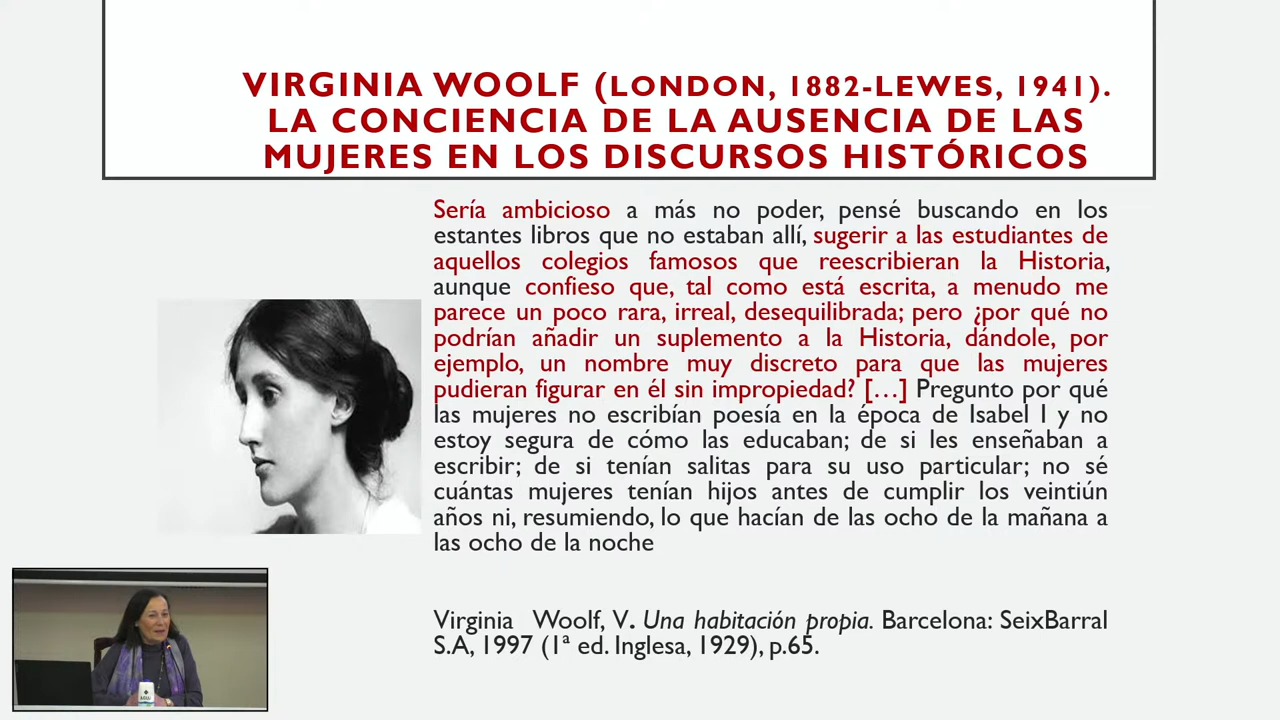 VIRGINIA WOOLF (LONDON, 1882-LEWES, 1941).
LA CONCIENCIA DE LA AUSENCIA DE LAS
MUJERES EN LOS DISCURSOS HISTÓRICOS
Sería ambicioso a más no poder, pensé buscando en los
estantes libros que no estaban allí, sugerir a las estudiantes de
aquellos colegios famosos que reescribieran la Historia,
aunque confieso que, tal como está escrita, a menudo me
parece un poco rara, irreal, desequilibrada; pero ¿por qué no
podrían añadir un suplemento a la Historia, dándole, por
ejemplo, un nombre muy discreto para que las mujeres
pudieran figurar en él sin impropiedad? […] Pregunto por qué
las mujeres no escribían poesía en la época de Isabel I y no
estoy segura de cómo las educaban; de si les enseñaban a
escribir; de si tenían salitas para su uso particular; no sé
cuántas mujeres tenían hijos antes de cumplir los veintiún
años ni, resumiendo, lo que hacían de las ocho de la mañana a
las ocho de la noche
Virginia Woolf, V. Una habitación propia. Barcelona: SeixBarral
S.A, 1997 (1ª ed. Inglesa, 1929), p.65.